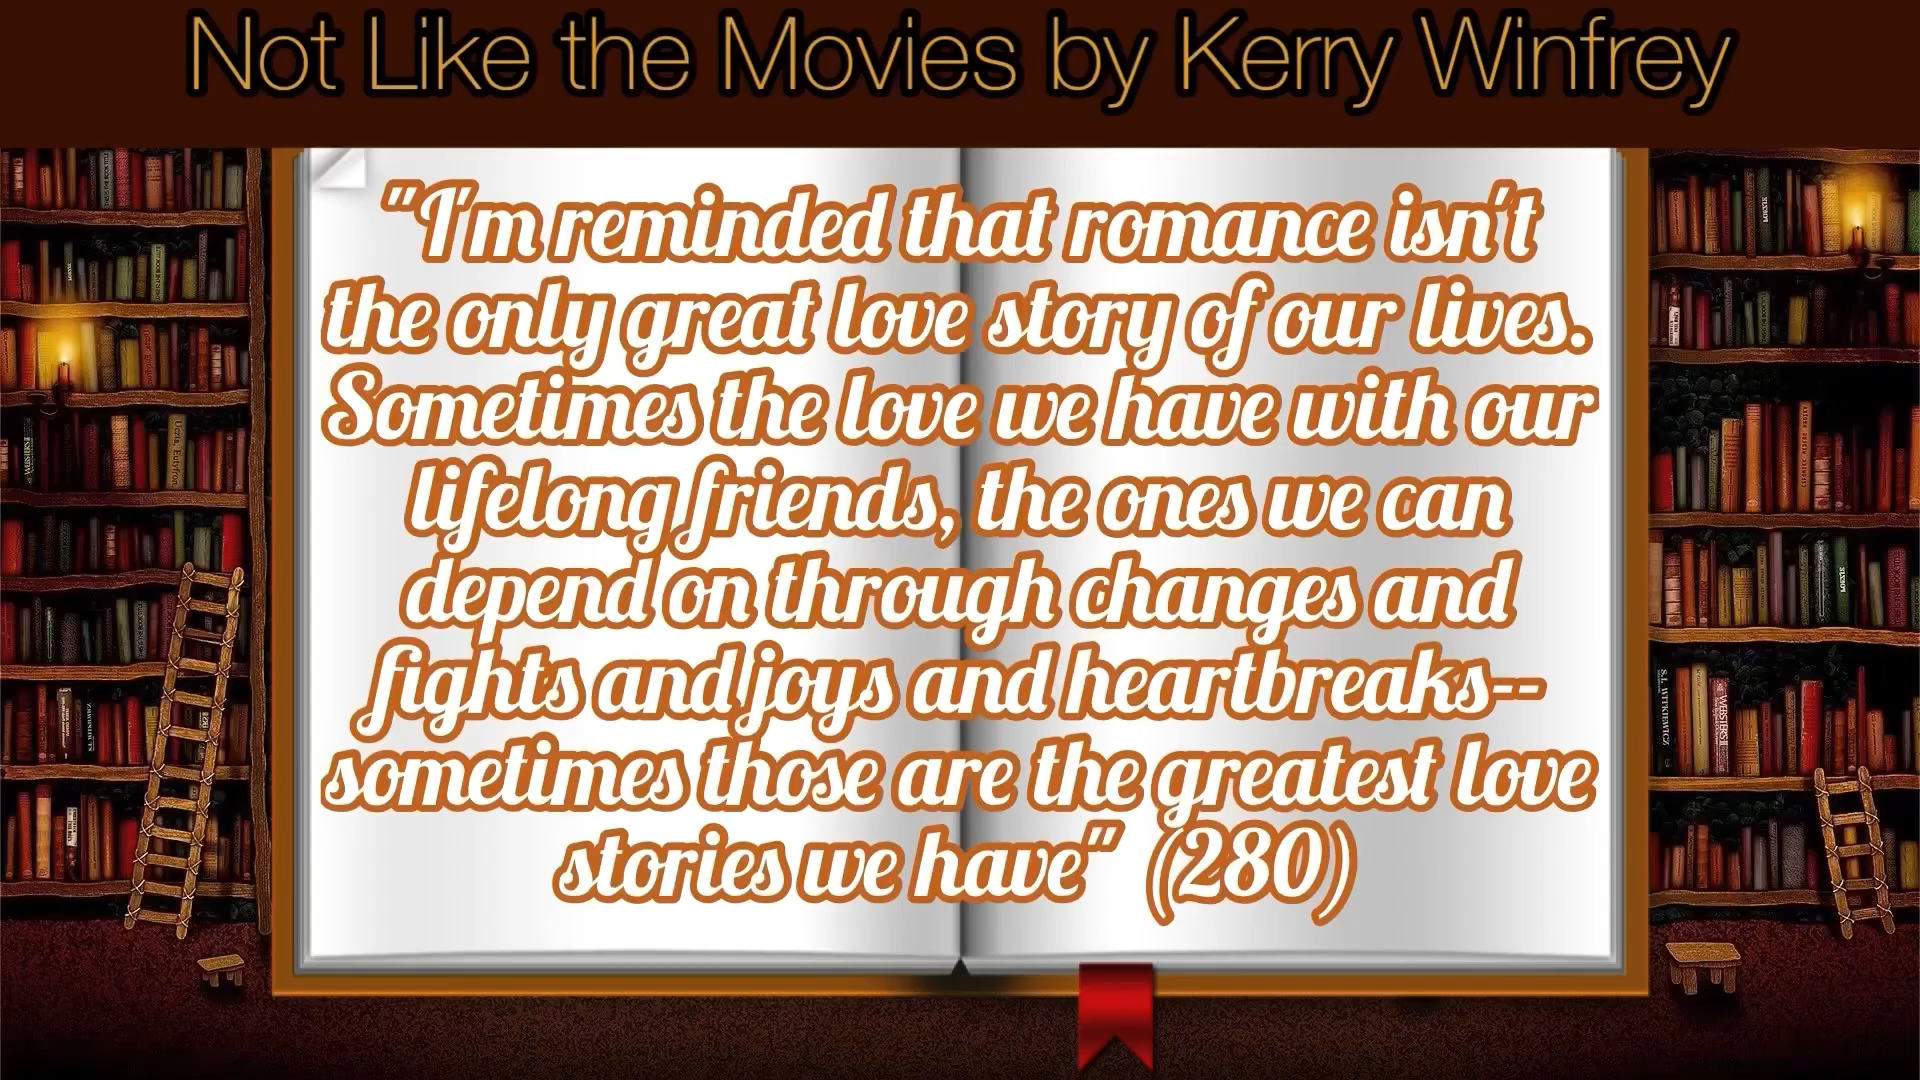 Not Like the Movies by Kerry Winfrey
"I'm reminded that romance isn't
the only great love story of our lives.
Sometimes the love we have with our
lifelong friends, the ones we can
depend on through changes and
fights and joys and heartbreaks--
sometimes those are the greatest love
stories we have" (280)